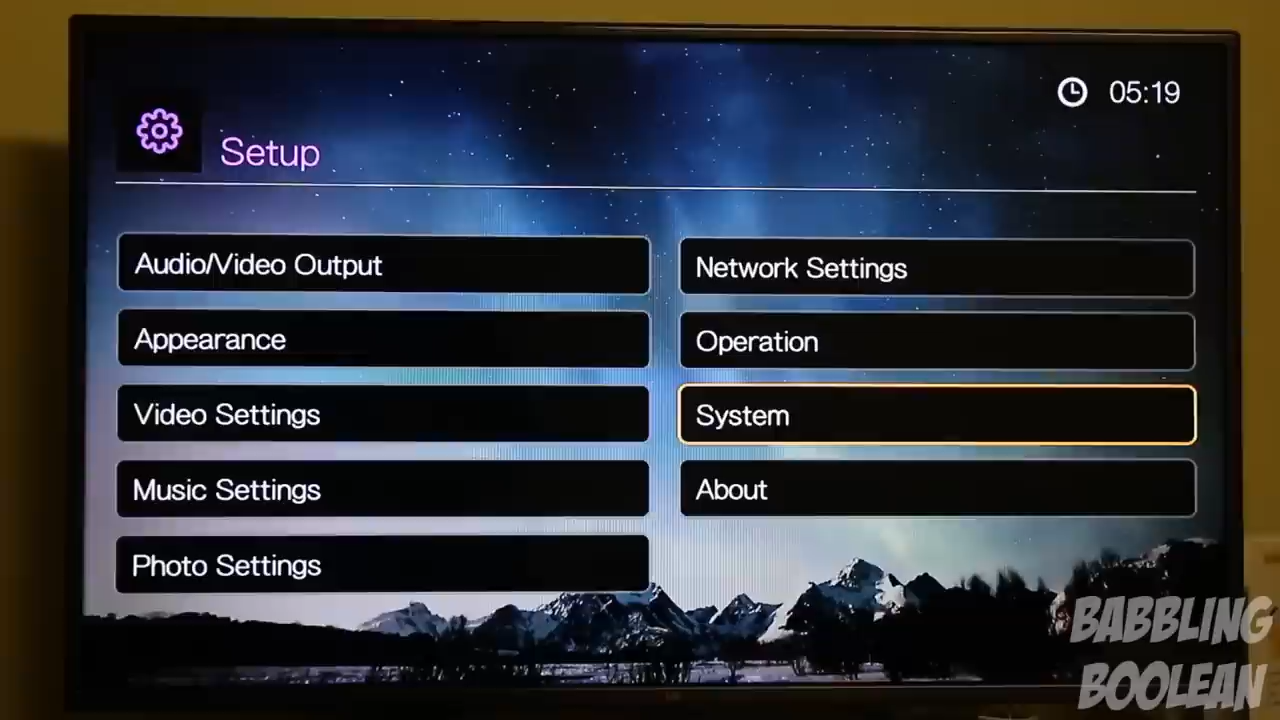 05:19
Setup
Audio/Video Output
Network Settings
Appearance
Operation
Video Settings
System
Music Settings
About
Photo Settings
BABBLING
BOOLEAN